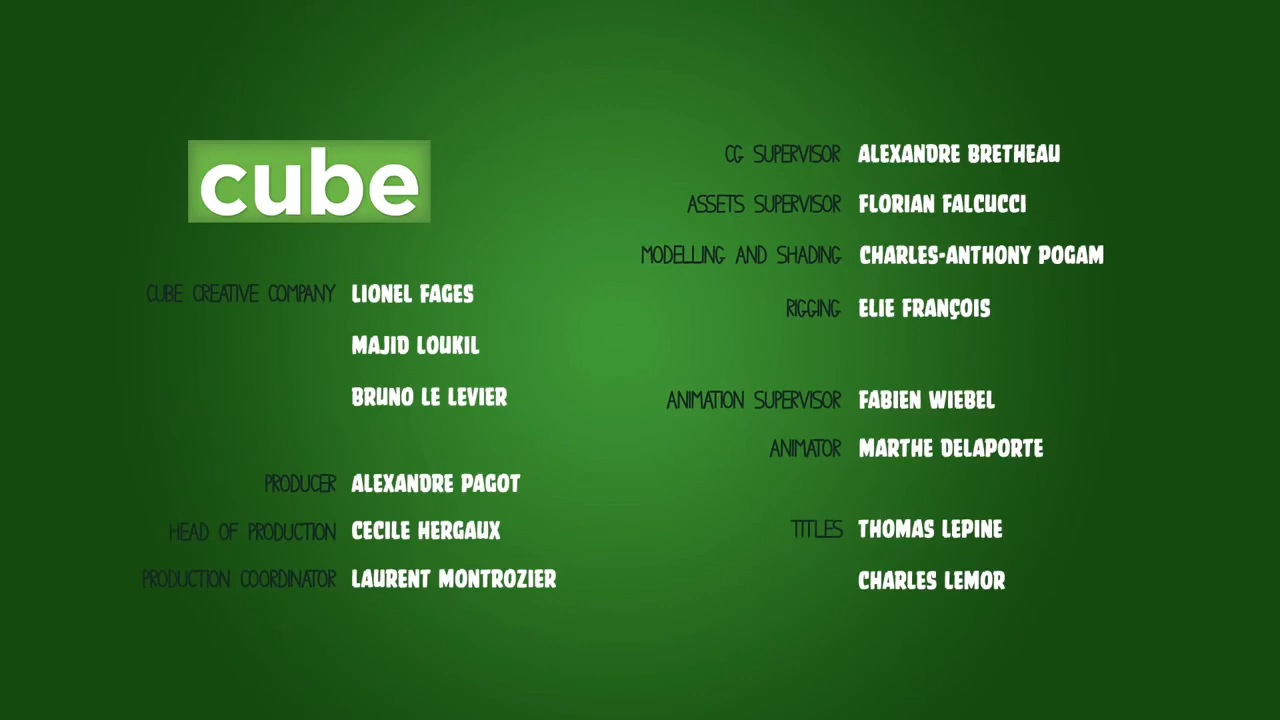 cube
CUBE CREATIVE COMPANY LIONEL FAGES
MAJID LOUKIL
BRUNO LE LEVIER
PRODUCER ALEXANDRE PAGOT
HEAD OF PRODUCTION CECILE HERGAUX
PRODUCTION COORDINATOR LAURENT MONTROZIER
CG SUPERVISOR ALEXANDRE BRETHEAU
ASSETS SUPERVISOR FLORIAN FALCUCCI
MODELLING AND SHADING CHARLES-ANTHONY POGAM
RIGGING ELIE FRANÇOIS
ANIMATION SUPERVISOR FABIEN WIEBEL
ANIMATOR MARTHE DELAPORTE
TITLES THOMAS LEPINE
CHARLES LEMOR